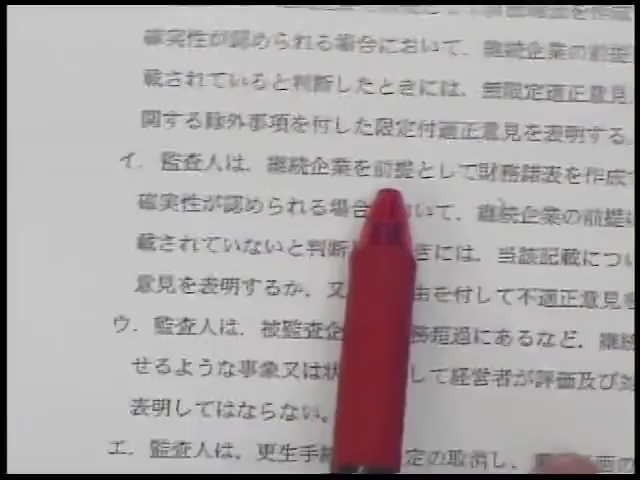 確実性が認められる場合において、継続企業の前提
載されていると判断したときには、無限定適正意見
関する除外事項を付した限定付適正意見を表明する
イ．監査人は、継続企業を前提として財務諸表を作成
確実性が認められる場合 おいて、継続企業の前提
載されていないと判断 きには、当該記載につい
意見を表明するか、又 由を付して不適正意見を
ウ．監査人は、被監査企 務超過にあるなど、継続
せるような事象又は状 して経営者が評価及び
表明してはならない。
エ．監査人は、更生手続 定の取消し、 の